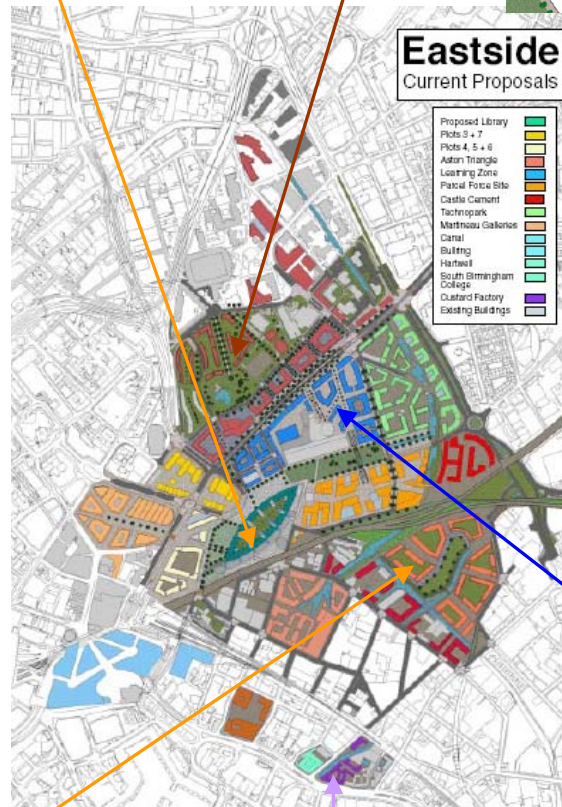 Eastside
Current Proposals
Proposed Library
Plots 3 + 7
Plots 4, 5 + 6
Aston Triangle
Learning Zone
Parcel Force Site
Castle Cement
Technopark
Martineau Galleries
Canal
Bullring
Hartwell
South Birmingham
College
Custard Factory
Existing Buildings